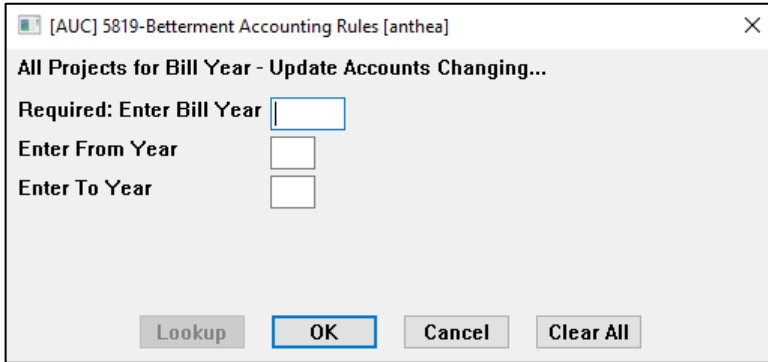 [AUC] 5819-Betterment Accounting Rules [anthea]
All Projects for Bill Year - Update Accounts Changing...
Required: Enter Bill Year
Enter From Year
Enter To Year
Lookup OK Cancel Clear All